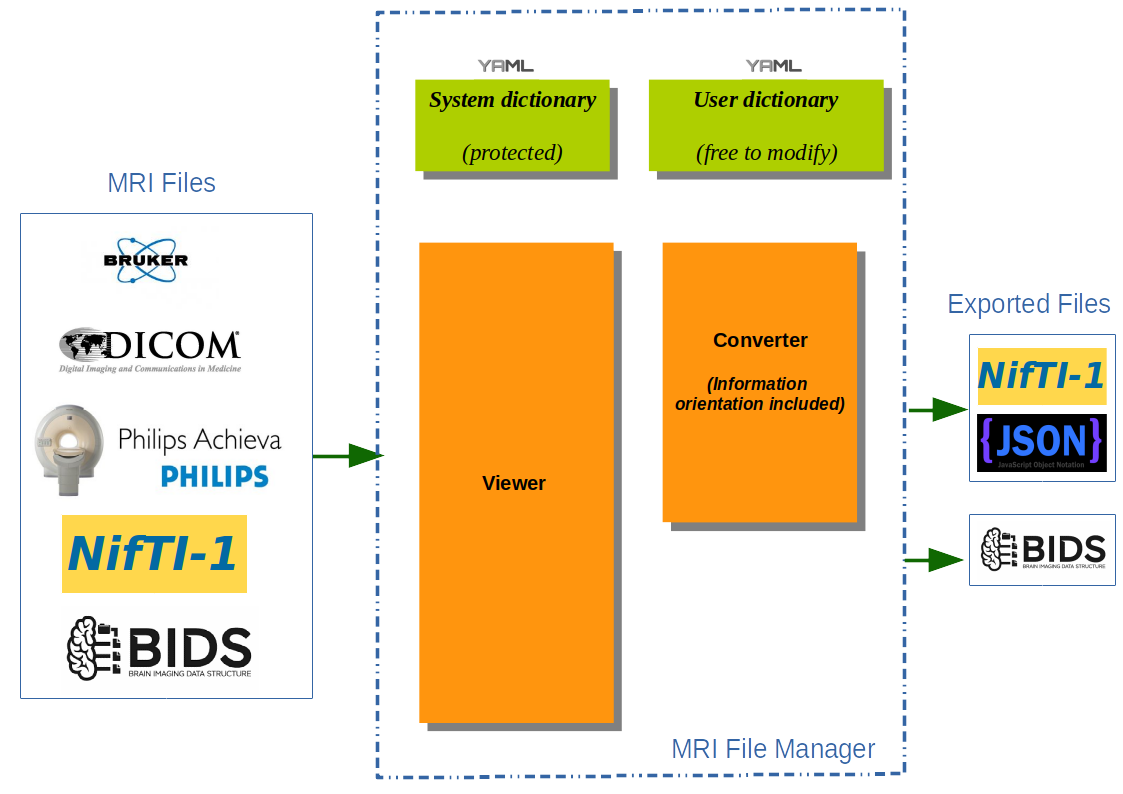 MRI Files
BRUKER
DICOM®
Digital Imaging and Communications in Medicine
Philips Achieva
PHILIPS
NifTI-1
BIDS
BRAIN IMAGING DATA STRUCTURE
YAML
System dictionary
(protected)
YAML
User dictionary
(free to modify)
Viewer
Converter
(Information
orientation included)
MRI File Manager
Exported Files
NifTI-1
{JSON}
JavaScript Object Notation
BIDS
BRAIN IMAGING DATA STRUCTURE